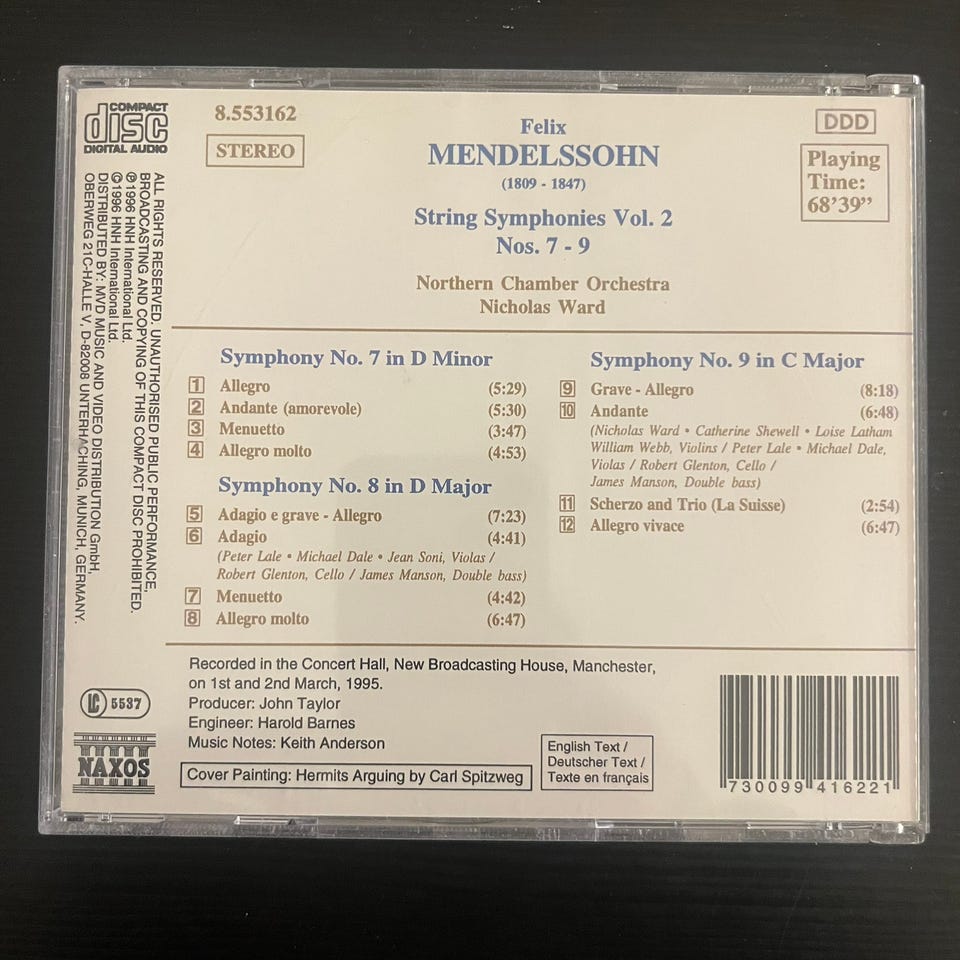 COMPACT
disc
DIGITAL AUDIO
8.553162
STEREO
Felix
MENDELSSOHN
(1809 - 1847)
String Symphonies Vol. 2
Nos. 7 - 9
Northern Chamber Orchestra
Nicholas Ward
DDD
Playing
Time:
68'39”
ALL RIGHTS RESERVED. UNAUTHORISED PUBLIC PERFORMANCE,
BROADCASTING AND COPYING OF THIS COMPACT DISC PROHIBITED.
℗1996 HNH International Ltd.
©1996 HNH International Ltd.
DISTRIBUTED BY: MVD MUSIC AND VIDEO DISTRIBUTION GmbH,
OBERWEG 21C-HALLE V, D-82008 UNTERHACHING, MUNICH, GERMANY.
Symphony No. 7 in D Minor
1 Allegro (5:29)
2 Andante (amorevole) (5:30)
3 Menuetto (3:47)
4 Allegro molto (4:53)
Symphony No. 8 in D Major
5 Adagio e grave - Allegro (7:23)
6 Adagio (4:41)
(Peter Lale • Michael Dale • Jean Soni, Violas /
Robert Glenton, Cello / James Manson, Double bass)
7 Menuetto (4:42)
8 Allegro molto (6:47)
Symphony No. 9 in C Major
9 Grave - Allegro (8:18)
10 Andante (6:48)
(Nicholas Ward • Catherine Shewell • Loise Latham
William Webb, Violins / Peter Lale • Michael Dale,
Violas / Robert Glenton, Cello /
James Manson, Double bass)
11 Scherzo and Trio (La Suisse) (2:54)
12 Allegro vivace (6:47)
Recorded in the Concert Hall, New Broadcasting House, Manchester,
on 1st and 2nd March, 1995.
Producer: John Taylor
Engineer: Harold Barnes
Music Notes: Keith Anderson
Cover Painting: Hermits Arguing by Carl Spitzweg
English Text /
Deutscher Text /
Texte en français
LC 5537
NAXOS
730099 416221